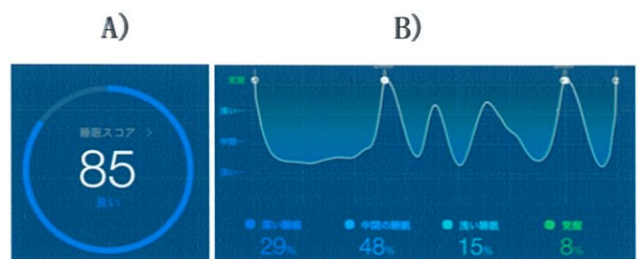 A)
B)
睡眠スコア >
85
良い
覚醒
浅い
中間
深い
深い睡眠
29%
中間の睡眠
48%
浅い睡眠
15%
覚醒
8%